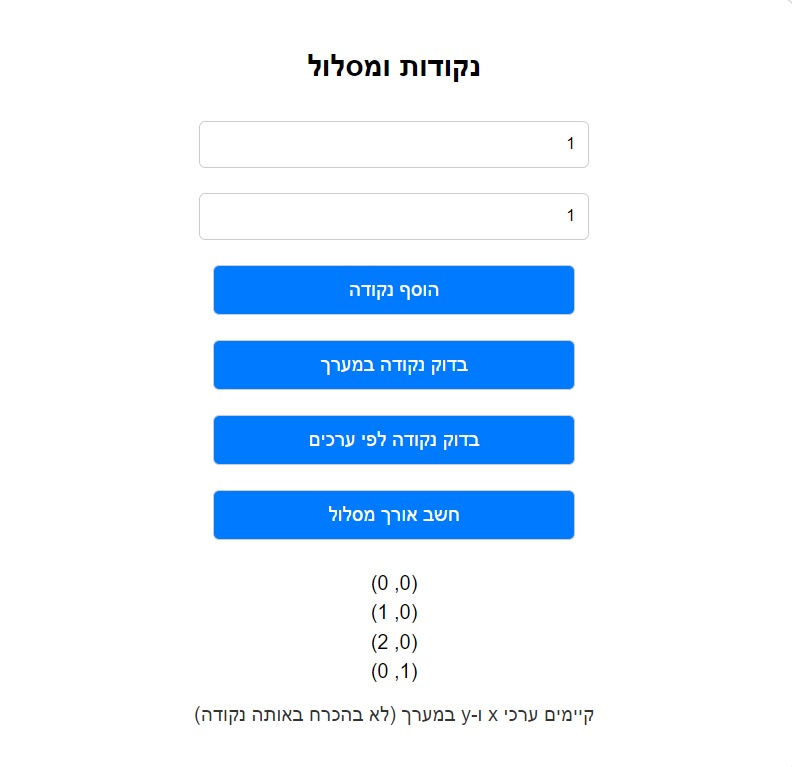 נקודות ומסלול
1
1
הוסף נקודה
בדוק נקודה במערך
בדוק נקודה לפי ערכים
חשב אורך מסלול
(0, 0)
(0, 1)
(0, 2)
(1, 0)
קיימים ערכי x ו-y במערך (לא בהכרח באותה נקודה)